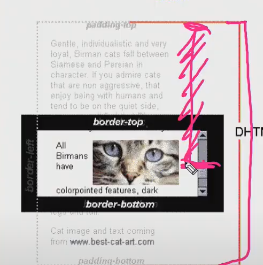 padding-top
Gentle, individualistic and very
loyal, Birman cats fall between
Siamese and Persian in
character. If you admire cats
that are non aggressive, that
enjoy being with humans and
tend to be on the quiet side,
border-top
border-left
All
Birmans
have
colorpointed features, dark
border-bottom
Cat image and text coming
from www.best-cat-art.com
padding-bottom